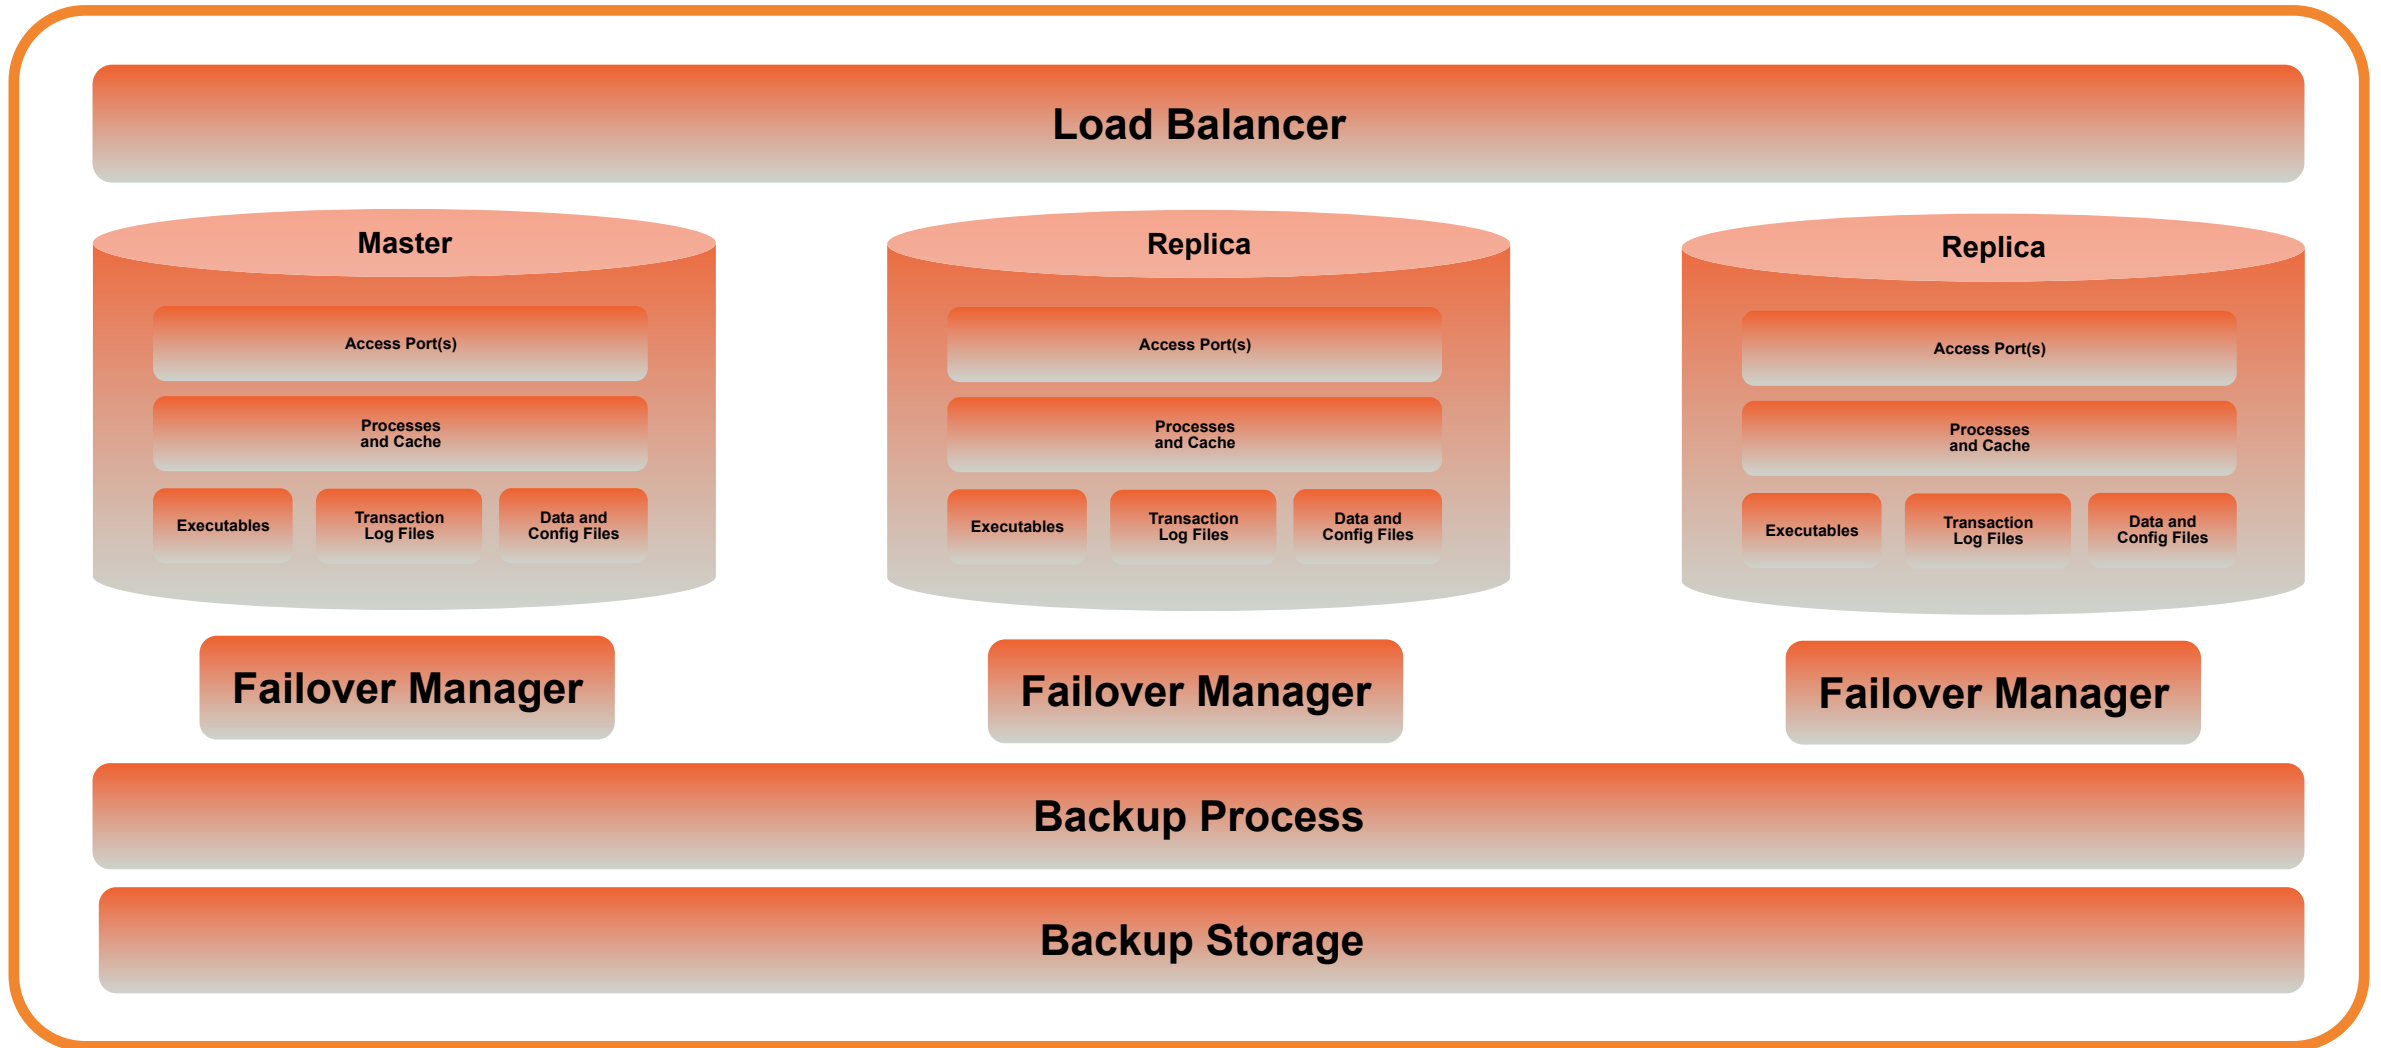 Load Balancer
Master
Access Port(s)
Processes
and Cache
Executables
Transaction
Log Files
Data and
Config Files
Replica
Access Port(s)
Processes
and Cache
Executables
Transaction
Log Files
Data and
Config Files
Replica
Access Port(s)
Processes
and Cache
Executables
Transaction
Log Files
Data and
Config Files
Failover Manager
Failover Manager
Failover Manager
Backup Process
Backup Storage